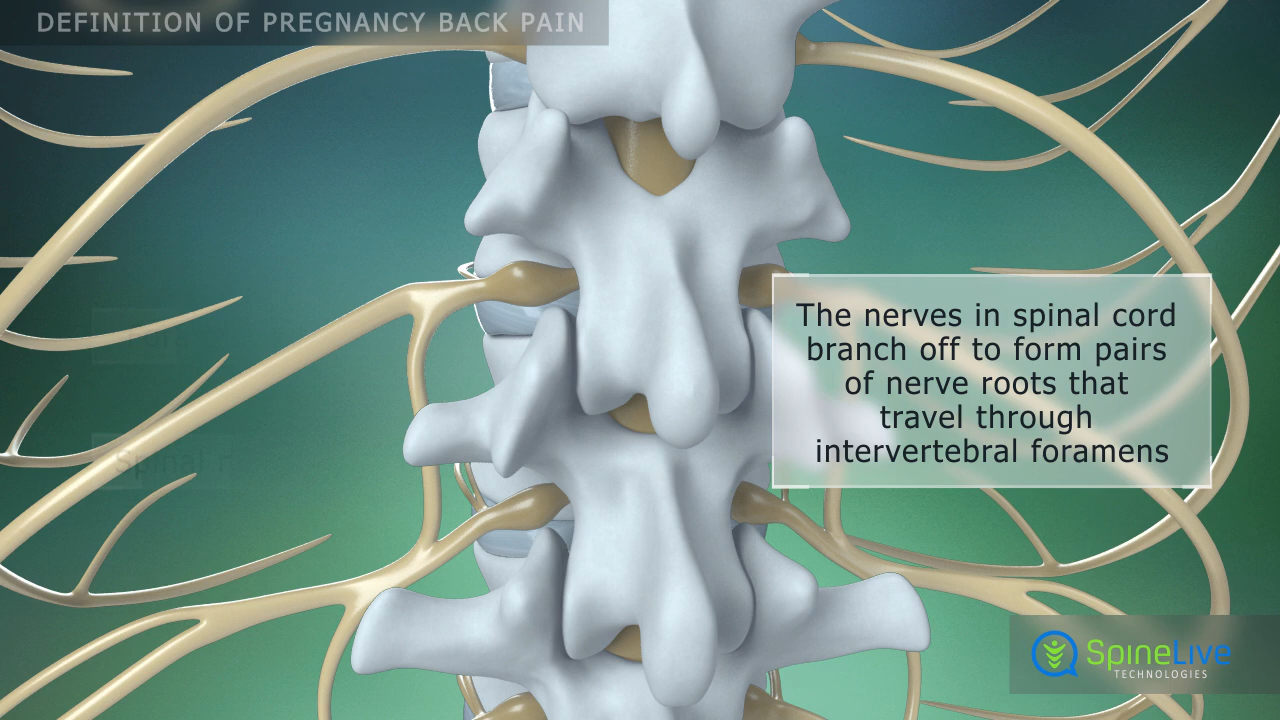 DEFINITION OF PREGNANCY BACK PAIN
The nerves in spinal cord
branch off to form pairs
of nerve roots that
travel through
intervertebral foramens
SpineLive
TECHNOLOGIES